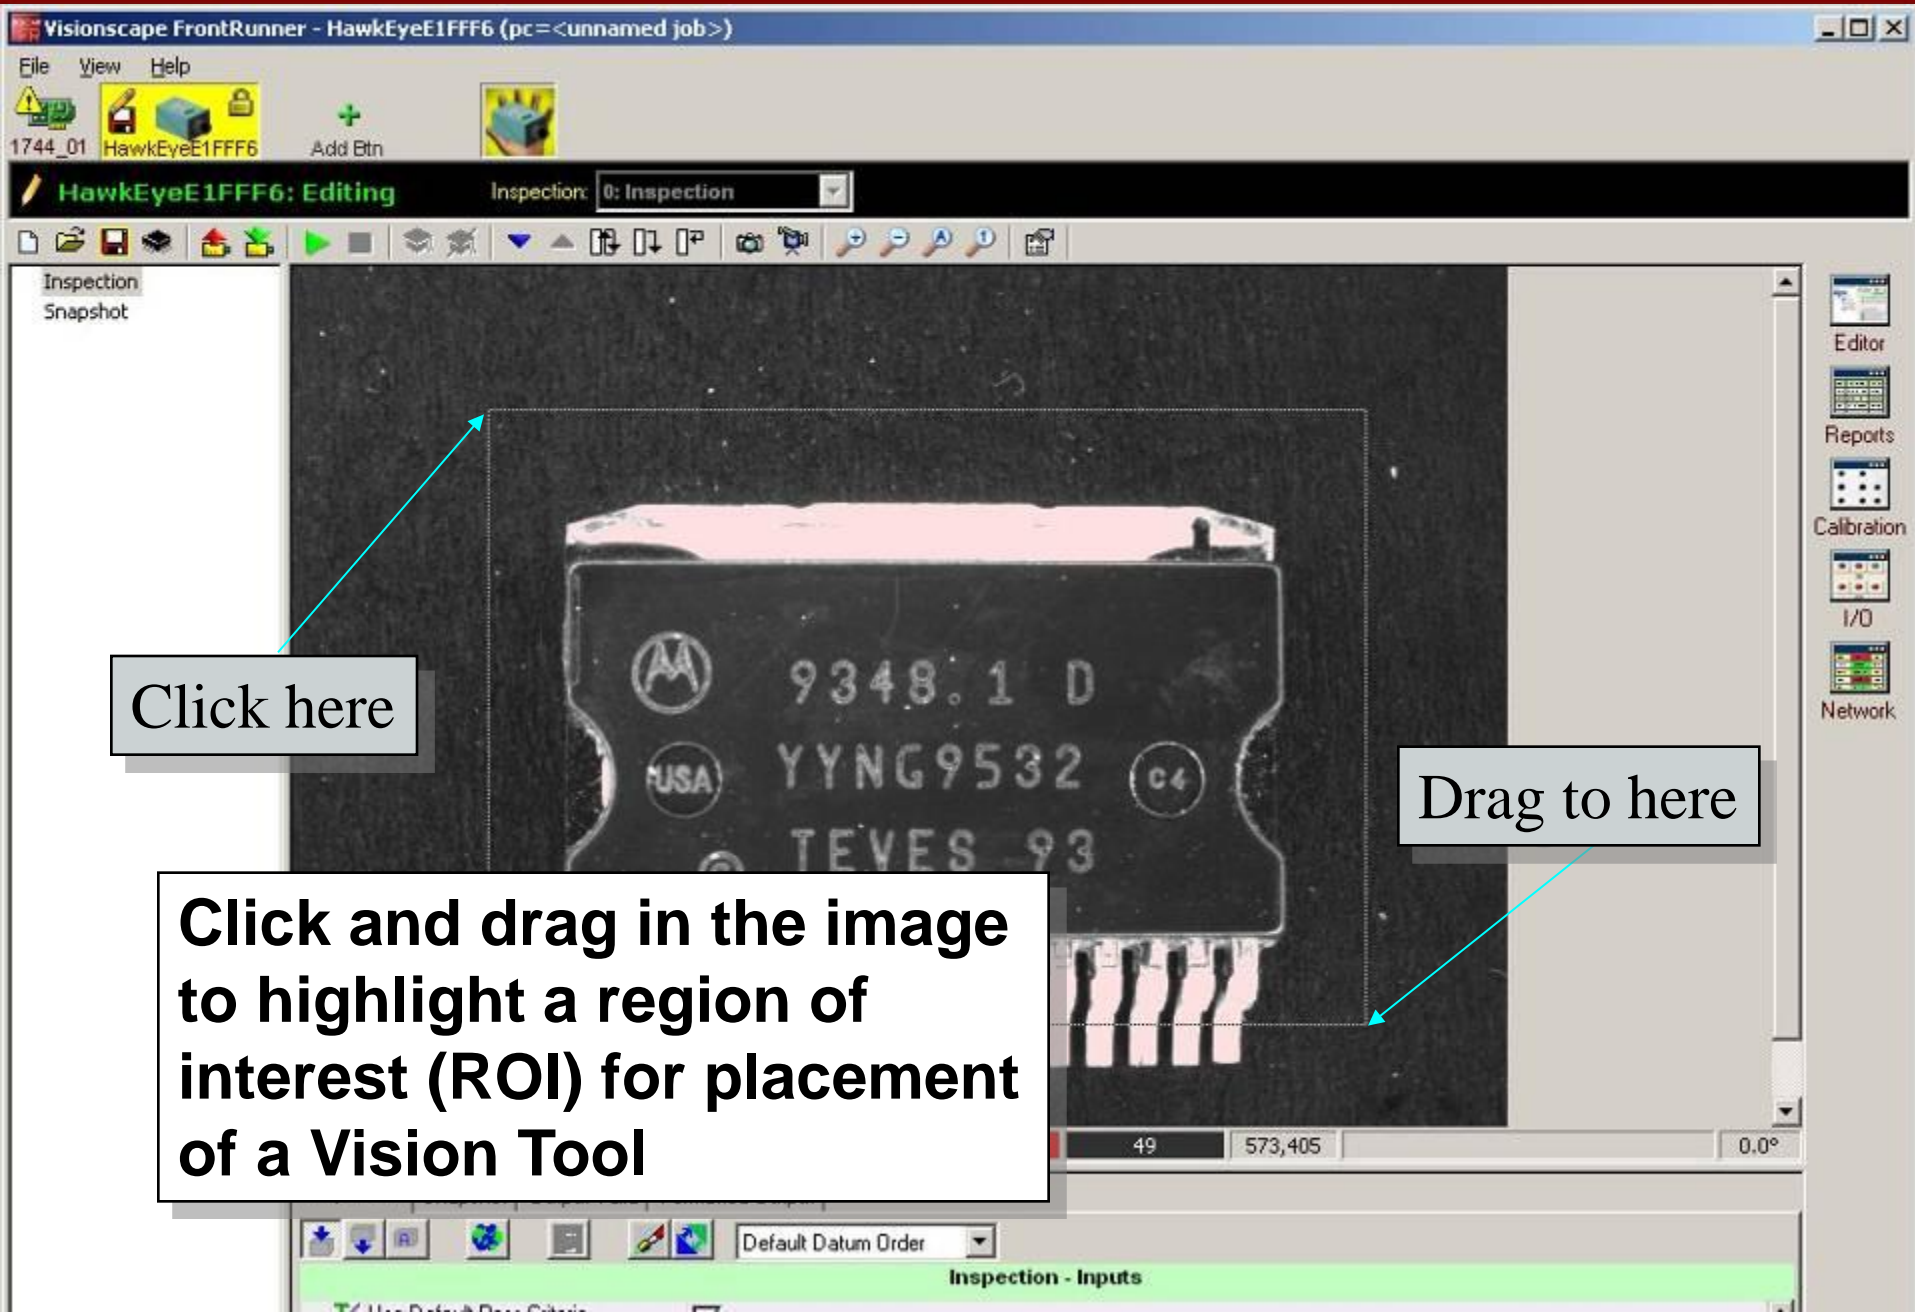 Visionscape FrontRunner - HawkEyeE1FFF6 (pc=<unnamed job>)
File View Help
1744_01 HawkEyeE1FFF6 Add Btn
HawkEyeE1FFF6: Editing Inspection: 0: Inspection
Inspection
Snapshot
Editor
Reports
Calibration
I/O
Network
Click here
9348.1 D
USA YYNG9532 C4
TEVES 93
Drag to here
Click and drag in the image
to highlight a region of
interest (ROI) for placement
of a Vision Tool
49 573,405 0.0°
Default Datum Order
Inspection - Inputs